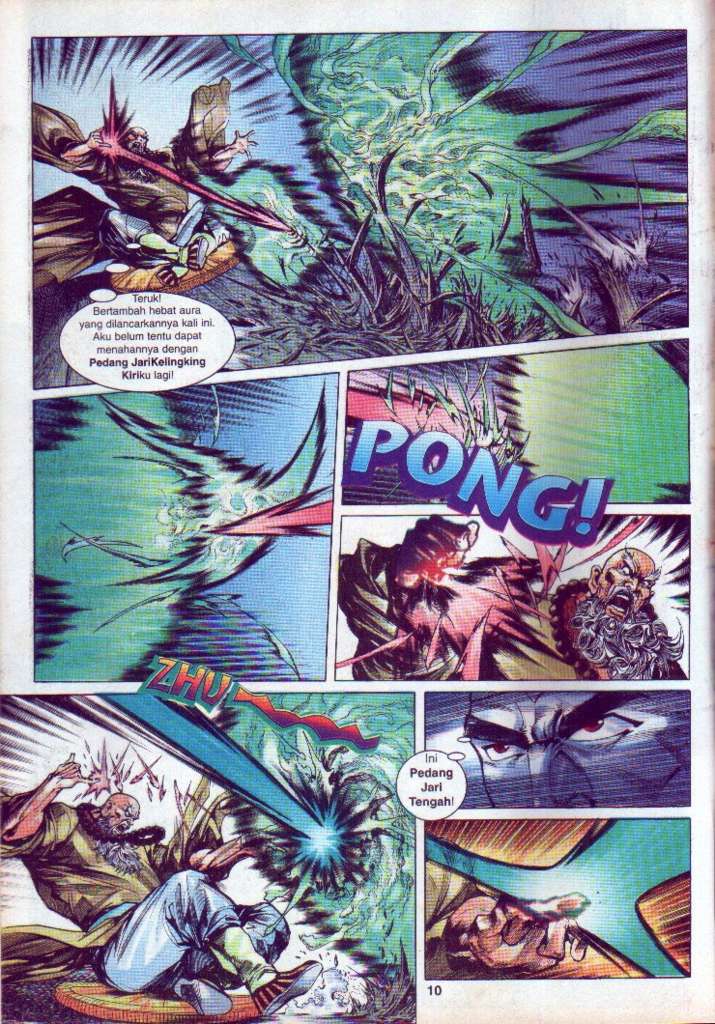 Teruk!
Bertambah hebat aura
yang dilancarkannya kali ini.
Aku belum tentu dapat
menahannya dengan
Pedang JariKelingking
Kiriku lagi!
PONG!
ZHU
Ini
Pedang
Jari
Tengah!
10